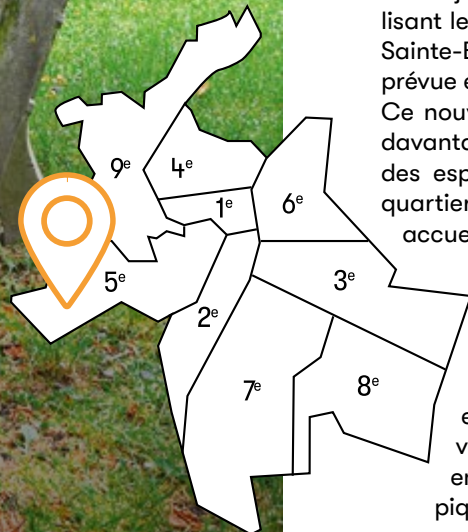 lisant le
Sainte-E
prévue e
Ce nouv
davanta
des esp
quartier
accue
e
v
en
piq
9e
4e
1e
6e
5e
3e
2e
7e
8e